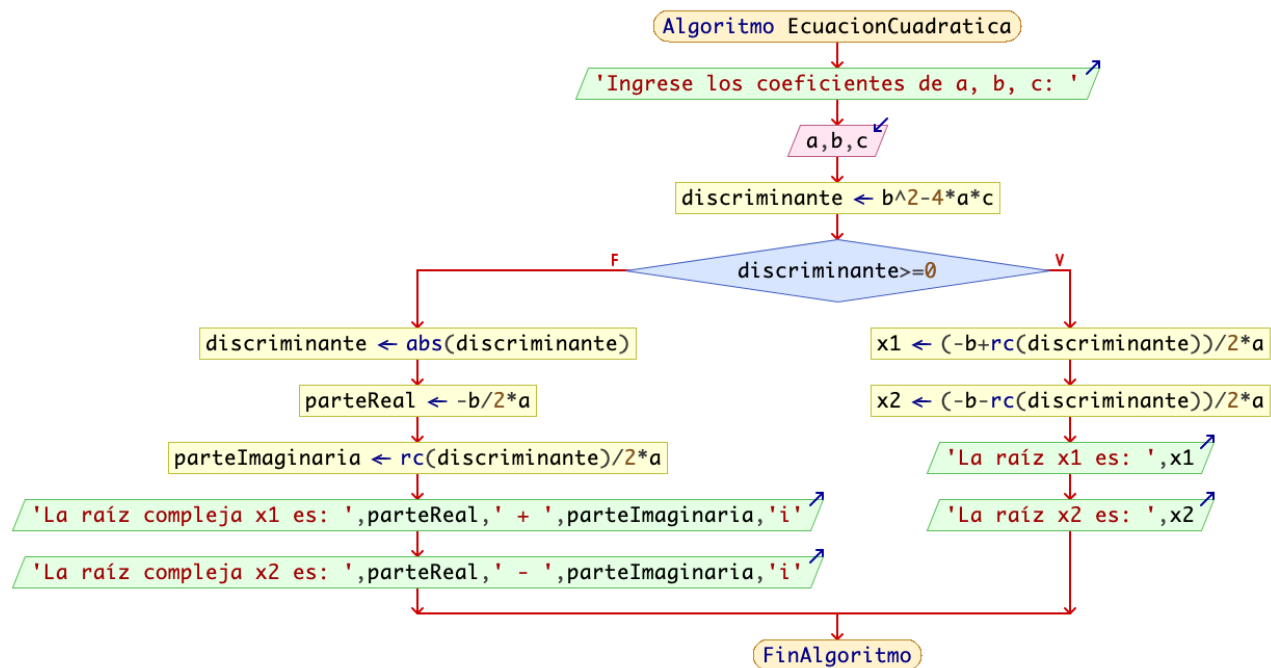 Algoritmo EcuacionCuadratica
'Ingrese los coeficientes de a, b, c: '
a,b,c
discriminante ← b^2-4*a*c
discriminante>=0
F
V
discriminante ← abs(discriminante)
parteReal ← -b/2*a
parteImaginaria ← rc(discriminante)/2*a
'La raíz compleja x1 es: ',parteReal,' + ',parteImaginaria,'i'
'La raíz compleja x2 es: ',parteReal,' - ',parteImaginaria,'i'
x1 ← (-b+rc(discriminante))/2*a
x2 ← (-b-rc(discriminante))/2*a
'La raíz x1 es: ',x1
'La raíz x2 es: ',x2
FinAlgoritmo